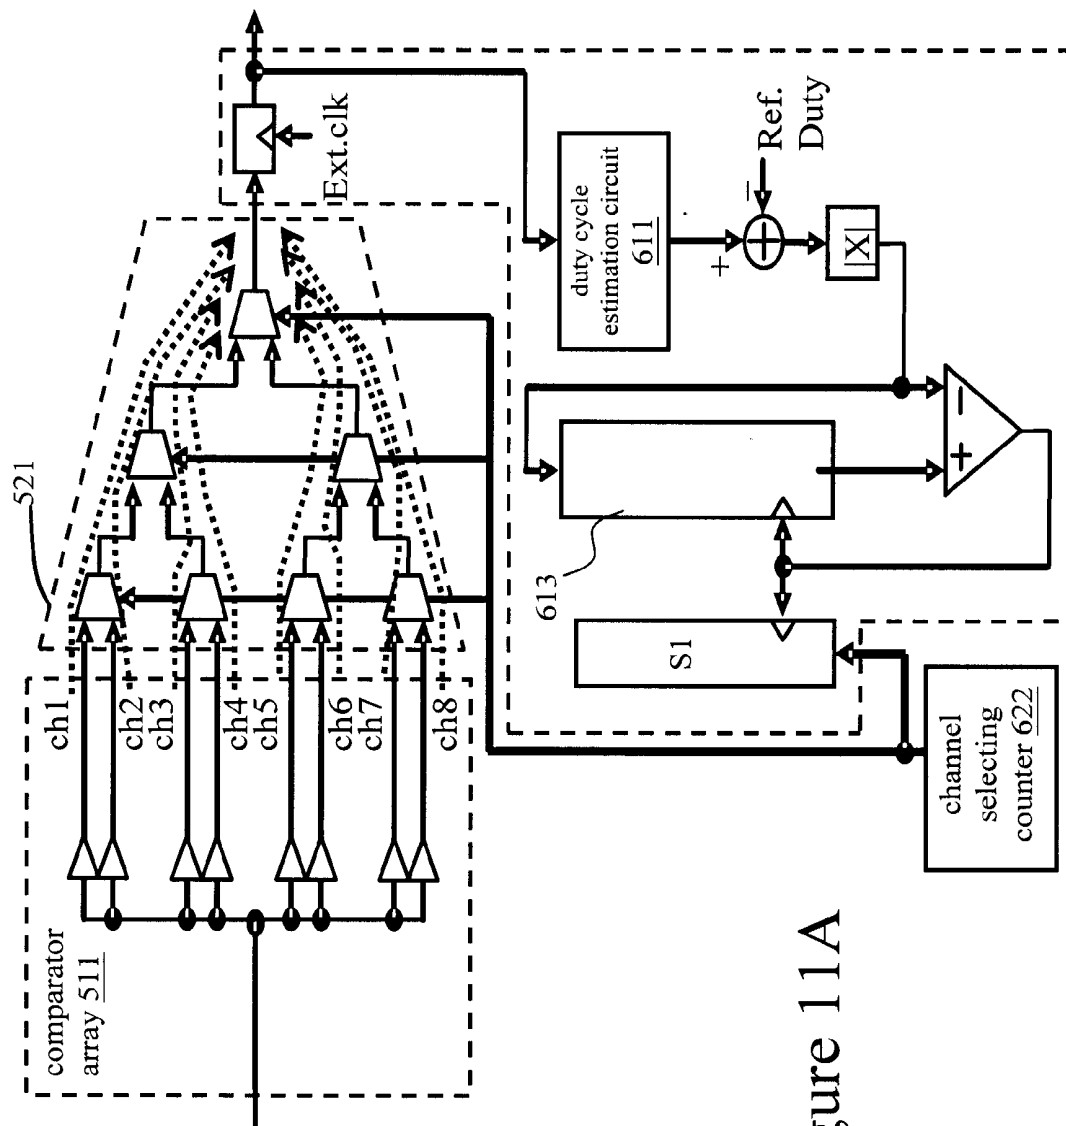 comparator
array 511
521
ch1
ch2
ch3
ch4
ch5
ch6
ch7
ch8
Ext.clk
duty cycle
estimation circuit
611
+
−
Ref.
Duty
|X|
613
−
+
S1
channel
selecting
counter 622
gure 11A